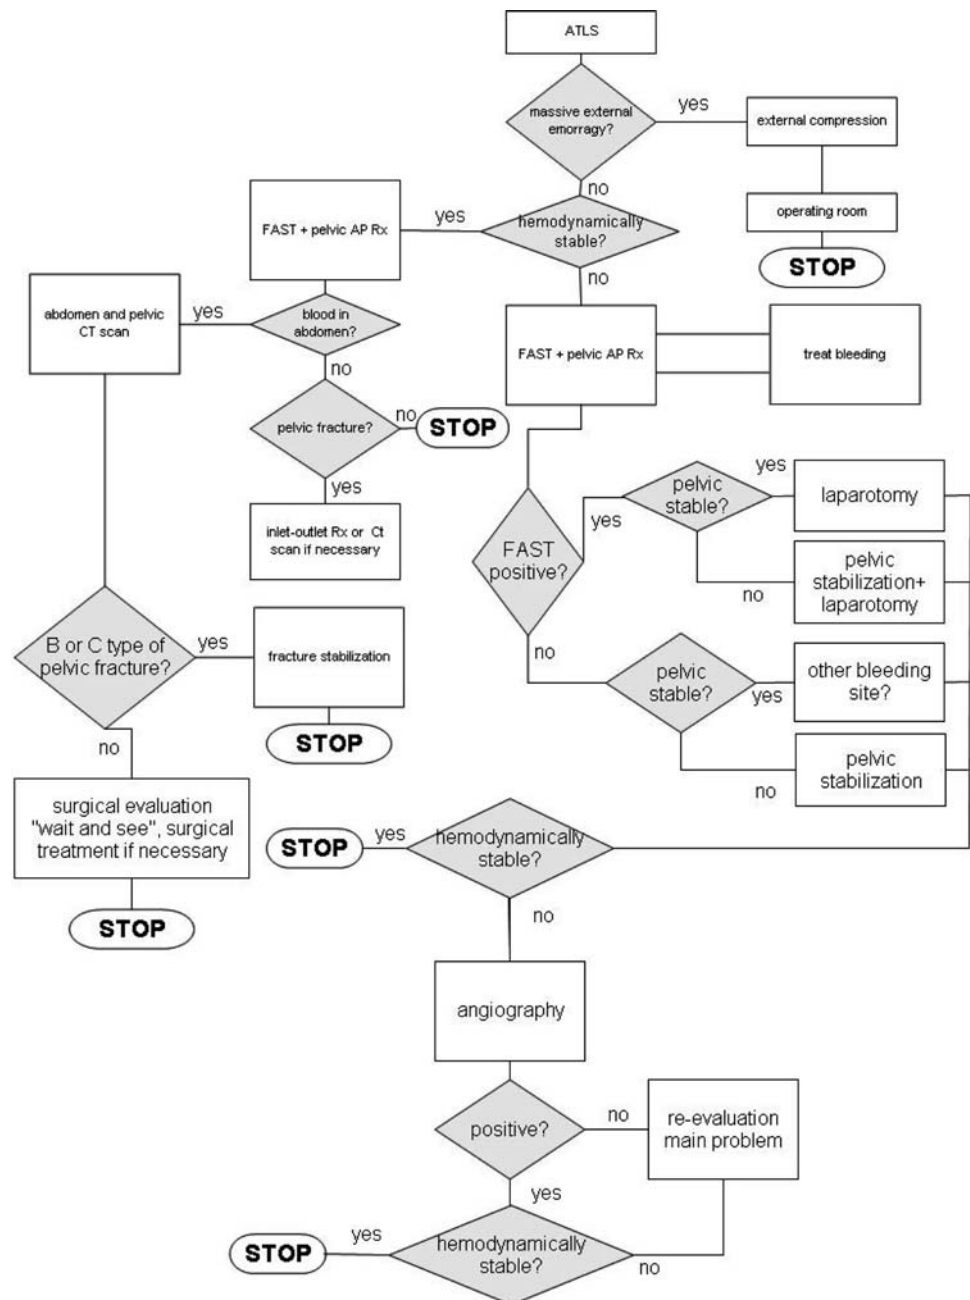 ATLS
massive external
emorragy?
yes
external compression
no
operating room
STOP
FAST + pelvic AP Rx
yes
hemodynamically
stable?
no
abdomen and pelvic
CT scan
yes
blood in
abdomen?
no
FAST + pelvic AP Rx
treat bleeding
pelvic fracture?
no
STOP
yes
inlet-outlet Rx or Ct
scan if necessary
FAST
positive?
yes
pelvic
stable?
yes
laparotomy
no
pelvic
stabilization+
laparotomy
no
pelvic
stable?
yes
other bleeding
site?
no
pelvic
stabilization
B or C type of
pelvic fracture?
yes
fracture stabilization
STOP
no
surgical evaluation
"wait and see", surgical
treatment if necessary
STOP
STOP
yes
hemodynamically
stable?
no
angiography
positive?
no
re-evaluation
main problem
yes
STOP
yes
hemodynamically
stable?
no